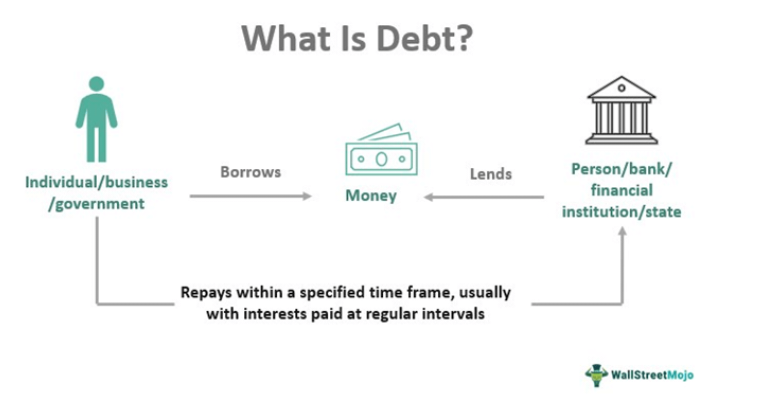 What Is Debt?
Individual/business
/government
Borrows
Money
Lends
Person/bank/
financial
institution/state
Repays within a specified time frame, usually
with interests paid at regular intervals
WallStreetMojo